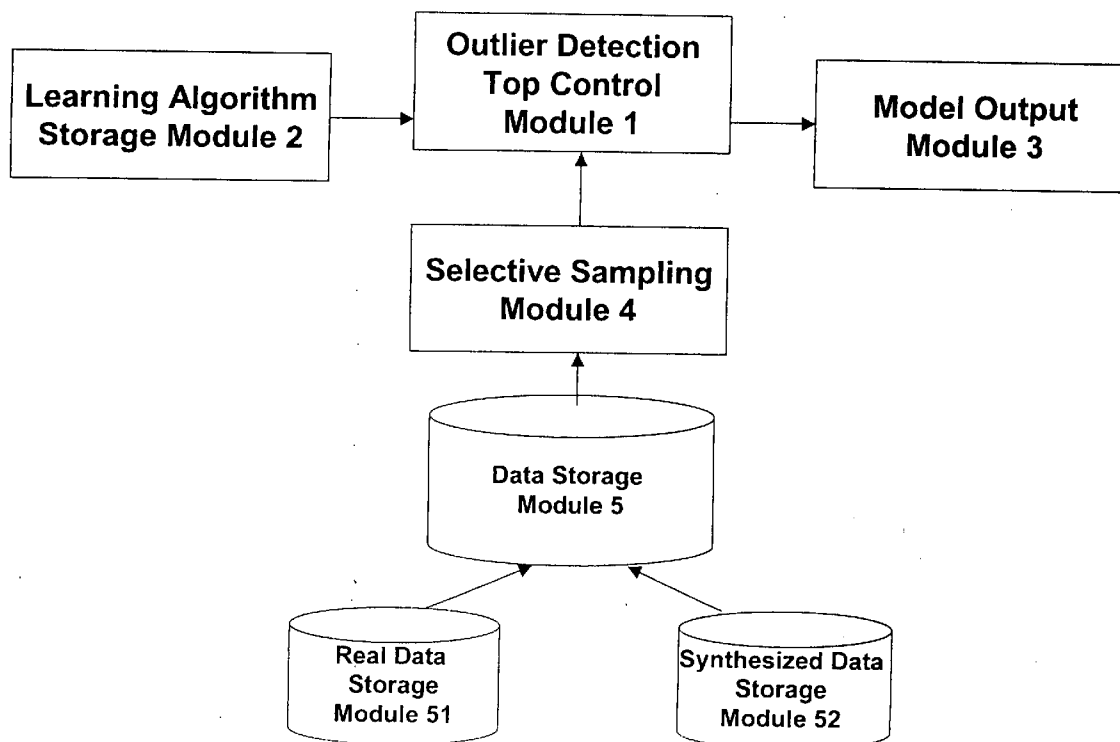 Outlier Detection
Top Control
Module 1
Learning Algorithm
Storage Module 2
Model Output
Module 3
Selective Sampling
Module 4
Data Storage
Module 5
Real Data
Storage
Module 51
Synthesized Data
Storage
Module 52